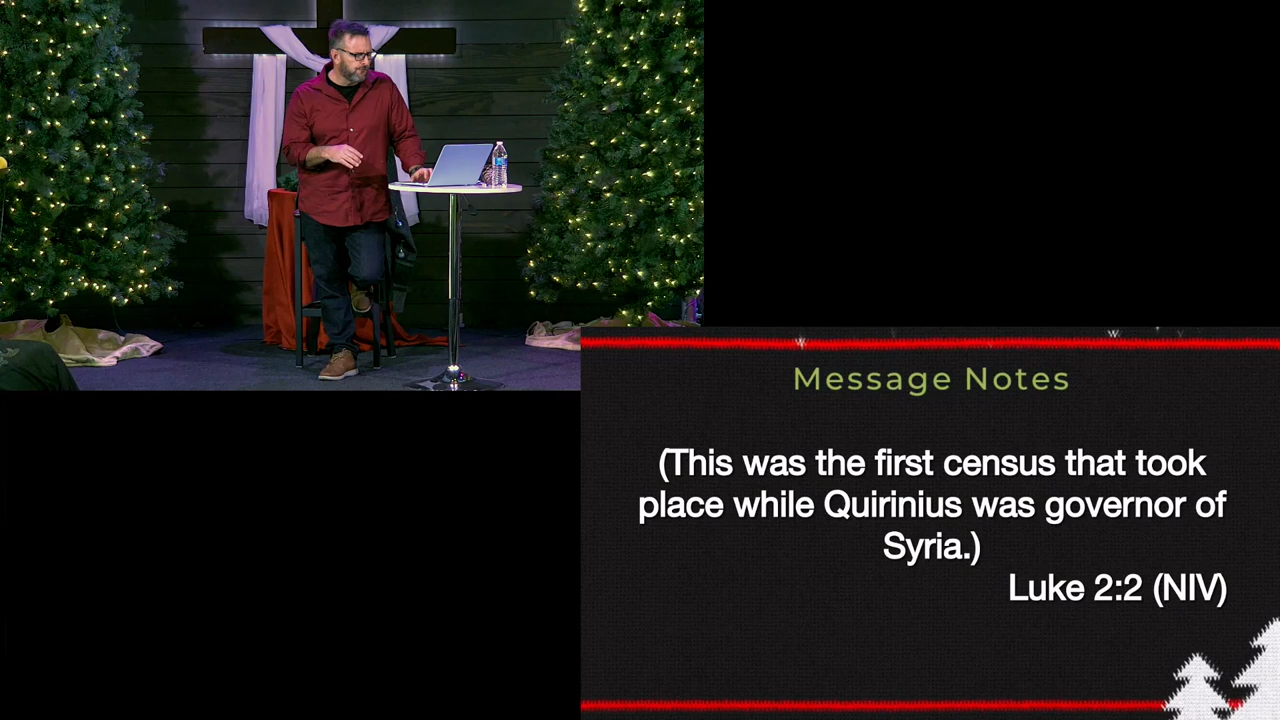 Message Notes
(This was the first census that took
place while Quirinius was governor of
Syria.)
Luke 2:2 (NIV)